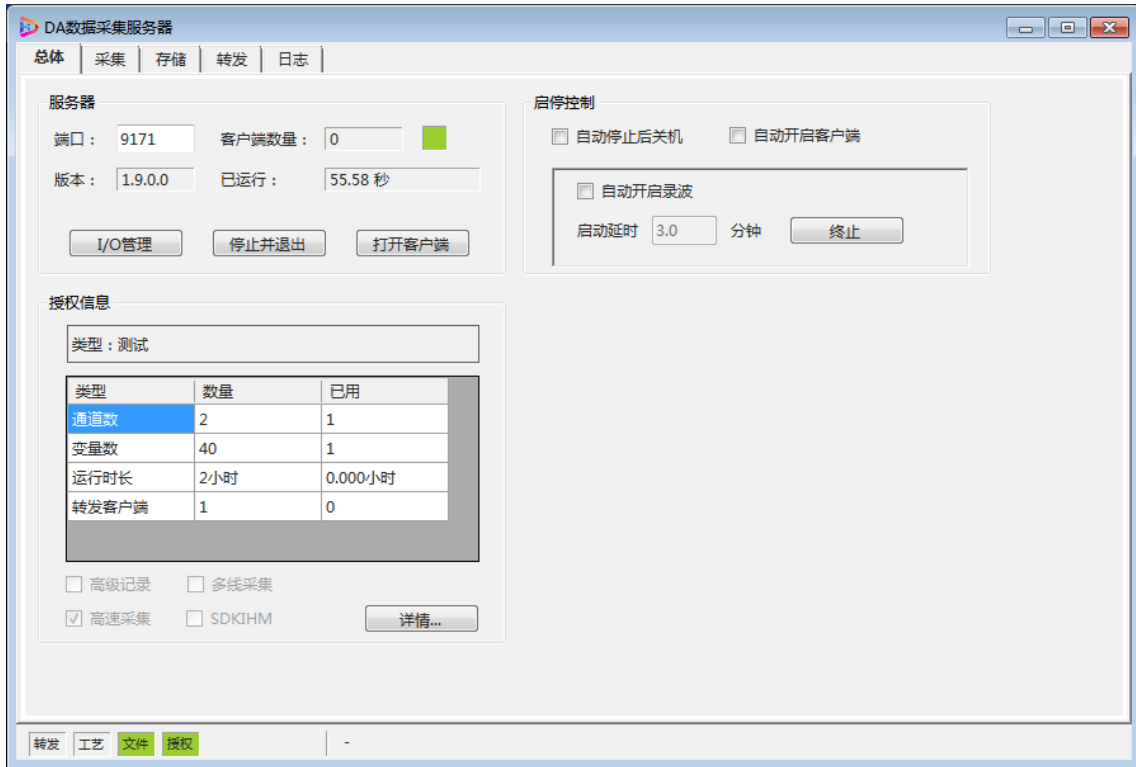 DA数据采集服务器
总体 采集 存储 转发 日志
服务器
端口： 9171 客户端数量： 0
版本： 1.9.0.0 已运行： 55.58 秒
I/O管理 停止并退出 打开客户端
启停控制
自动停止后关机 自动开启客户端
自动开启录波
启动延时 3.0 分钟 终止
授权信息
类型：测试
类型 数量 已用
通道数 2 1
变量数 40 1
运行时长 2小时 0.000小时
转发客户端 1 0
高级记录 多线采集
高速采集 SDKIHM 详情...
转发 工艺 文件 授权 -